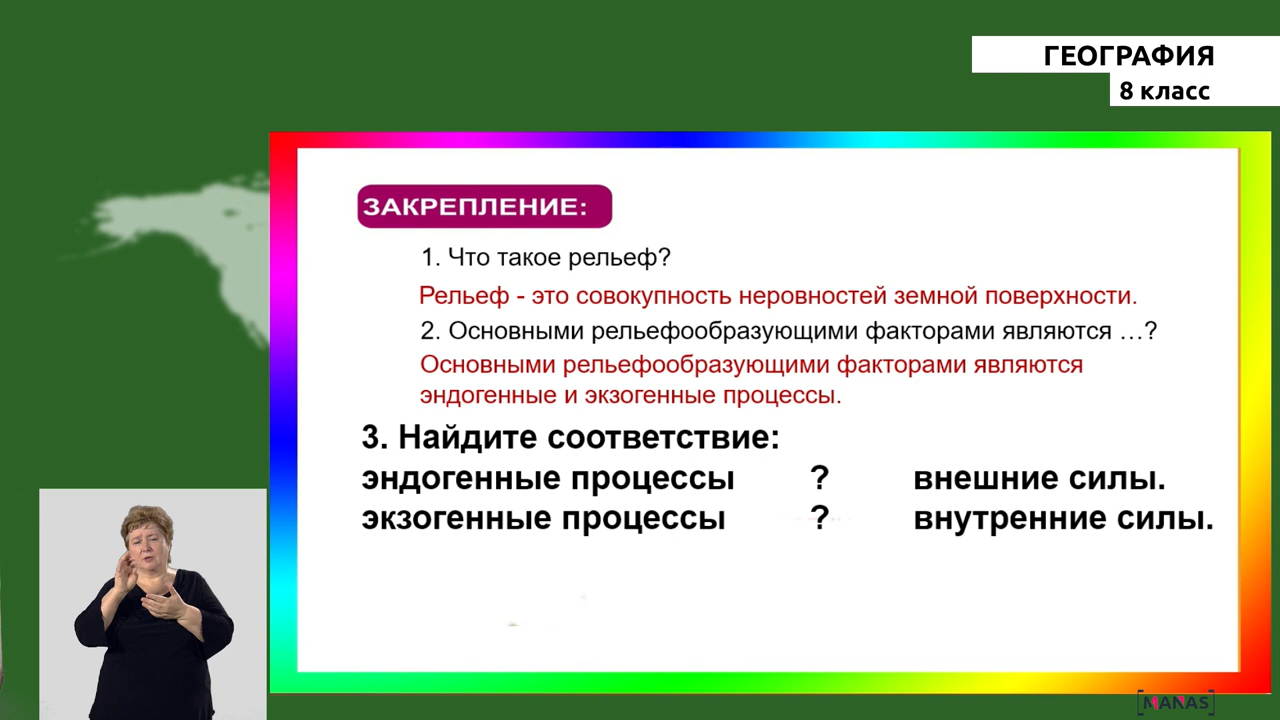 ГЕОГРАФИЯ
8 класс
ЗАКРЕПЛЕНИЕ:
1. Что такое рельеф?
Рельеф - это совокупность неровностей земной поверхности.
2. Основными рельефообразующими факторами являются …?
Основными рельефообразующими факторами являются
эндогенные и экзогенные процессы.
3. Найдите соответствие:
эндогенные процессы ? внешние силы.
экзогенные процессы ? внутренние силы.
[MANAS]